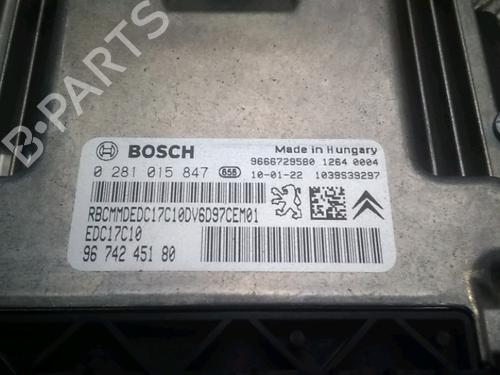 BOSCH
Made in Hungary
9666729580 1264 0004
0 281 015 847 858 10-01-22 1039S39297
RBCMMDEDC17C10DV6D97CEM01
EDC17C10
96 742 451 80
B-PARTS